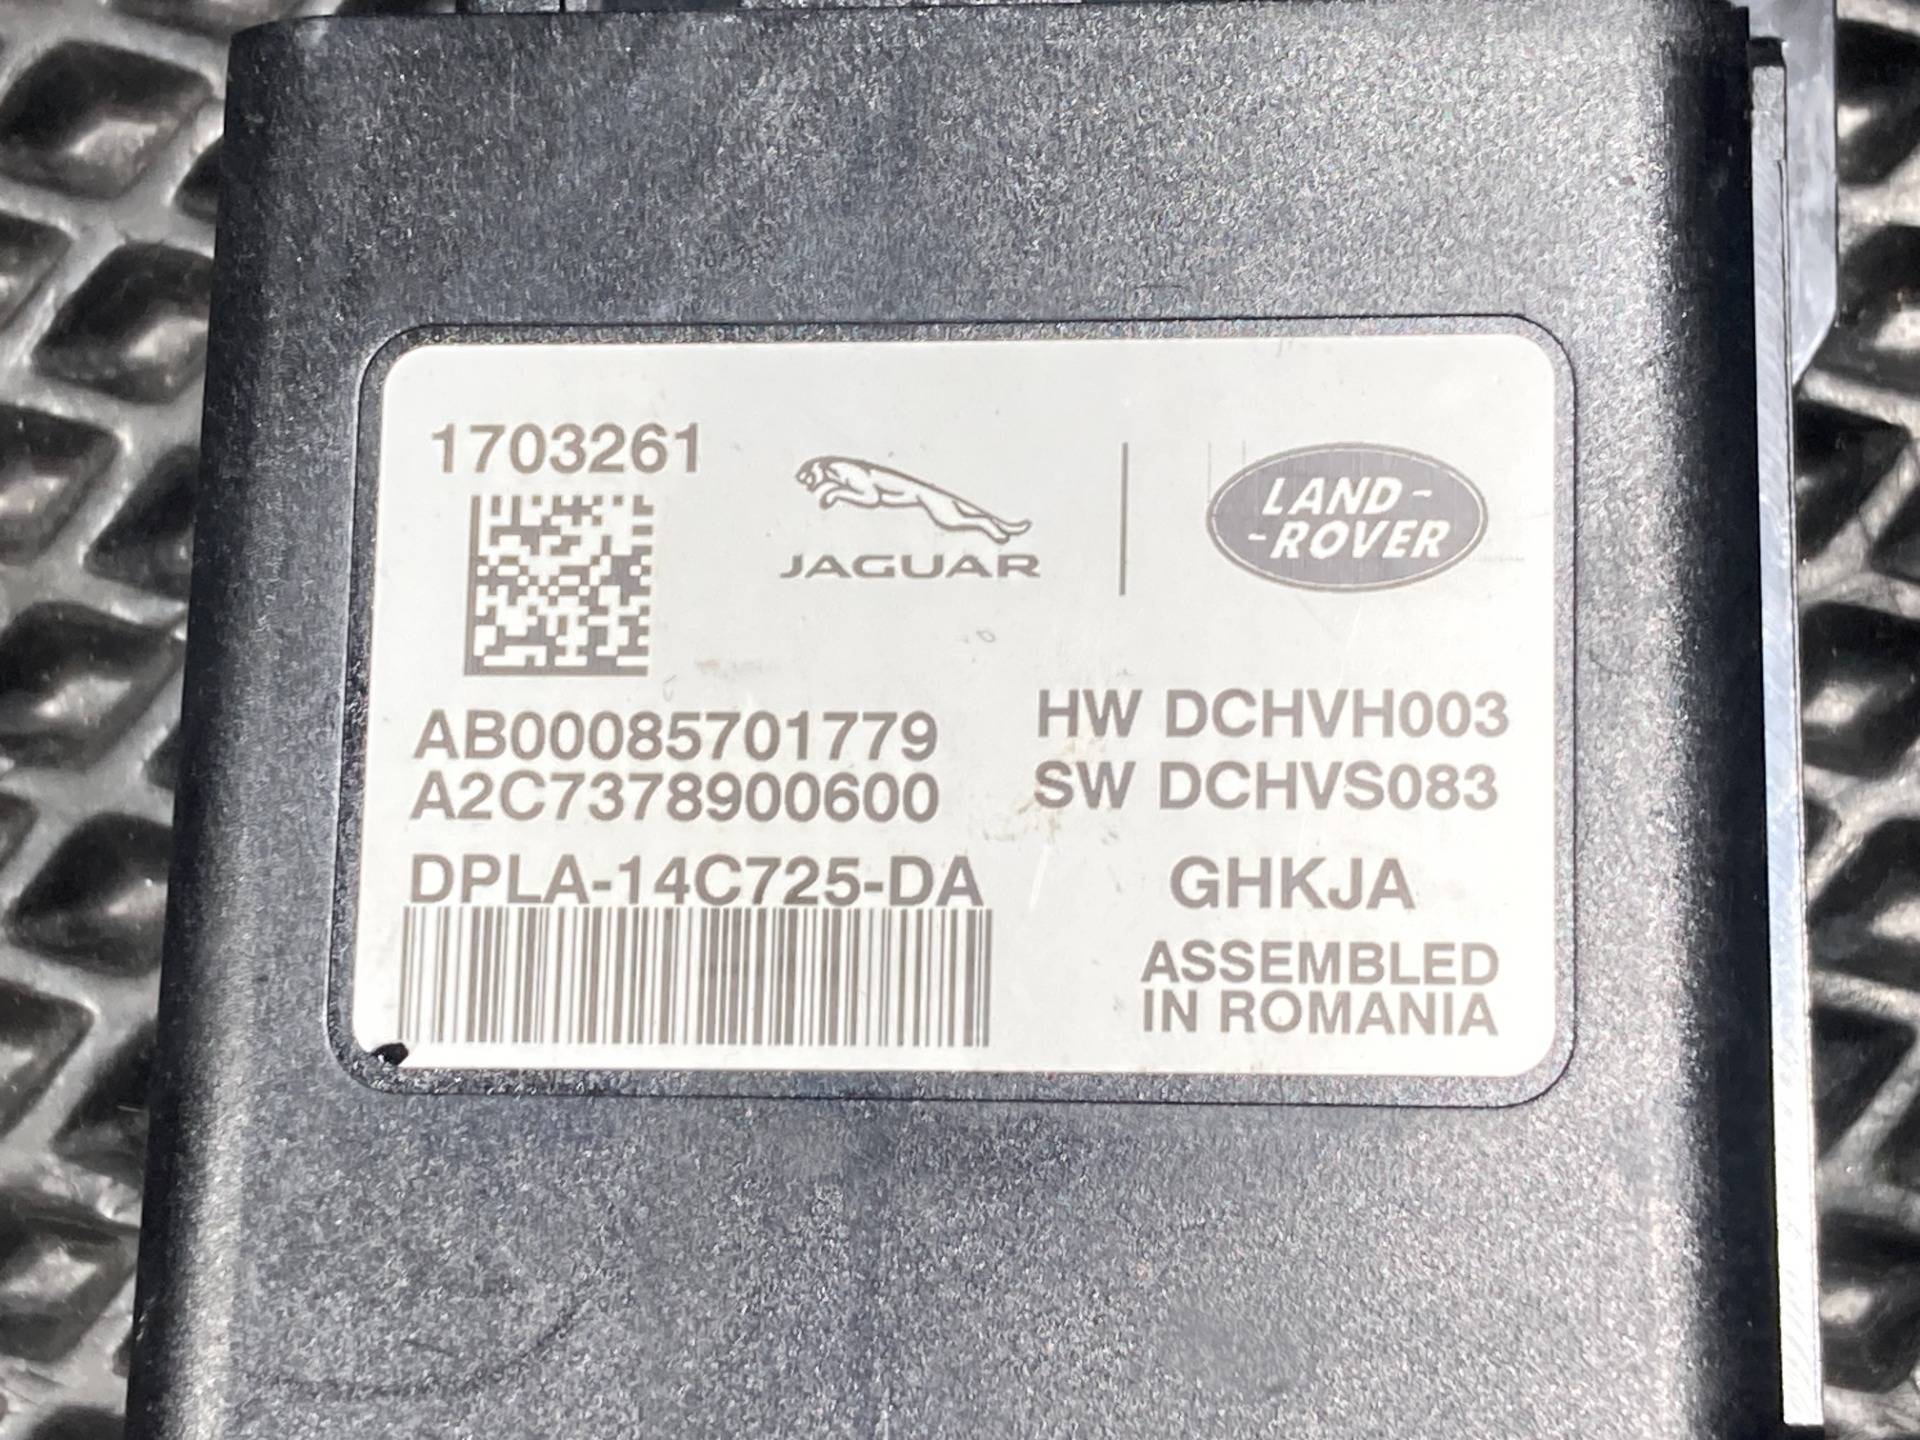 1703261
JAGUAR
LAND-
-ROVER
AB00085701779
A2C7378900600
HW DCHVH003
SW DCHVS083
DPLA-14C725-DA
GHKJA
ASSEMBLED
IN ROMANIA